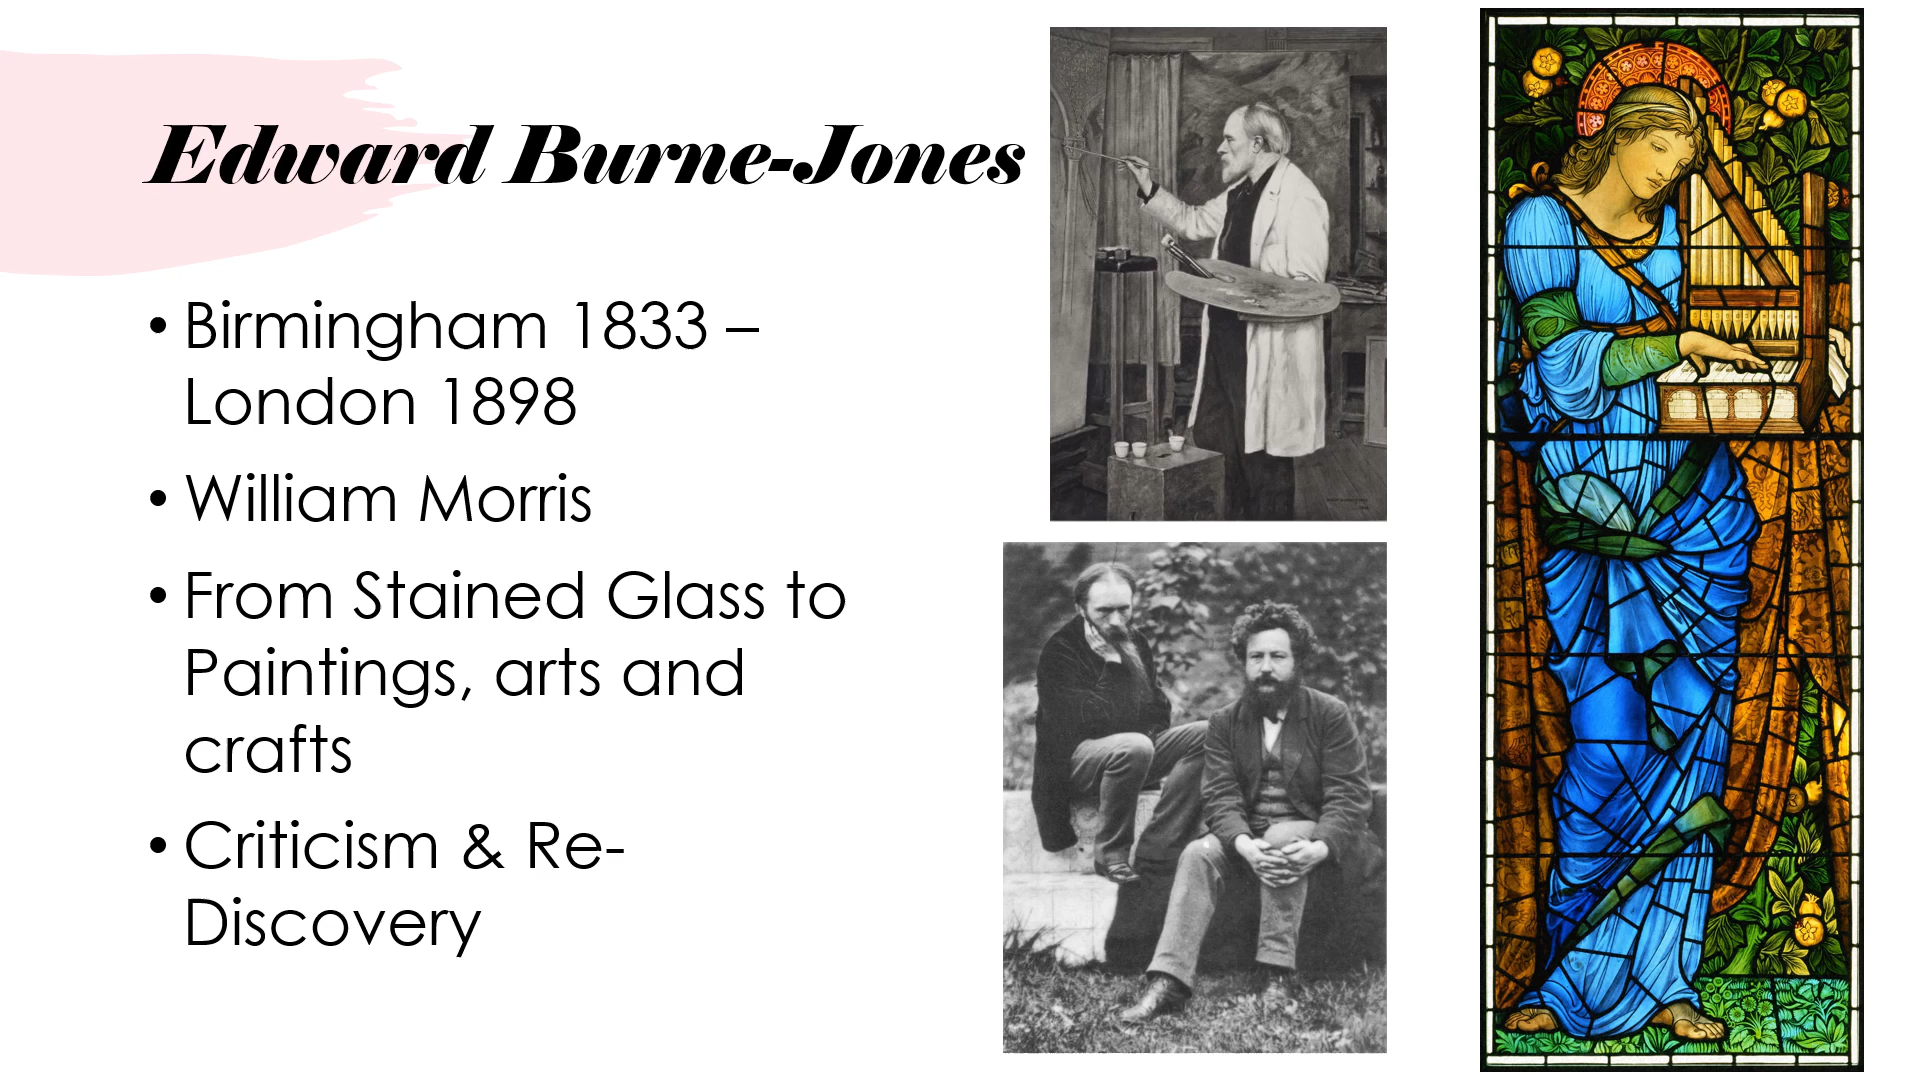 Edward Burne-Jones
• Birmingham 1833 –
London 1898
• William Morris
• From Stained Glass to
Paintings, arts and
crafts
• Criticism & Re-
Discovery